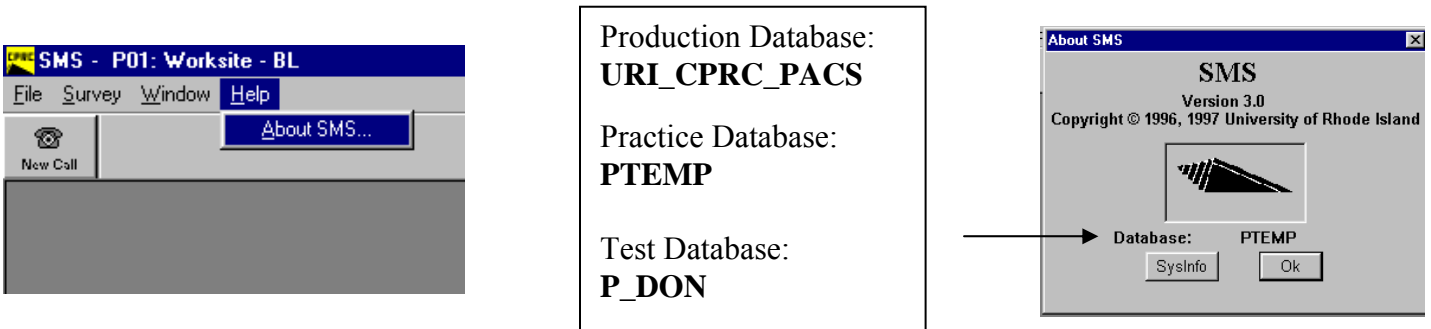 CPRC SMS - P01: Worksite - BL
File Survey Window Help
About SMS...
New Call
Production Database:
URI_CPRC_PACS
Practice Database:
PTEMP
Test Database:
P_DON
About SMS
SMS
Version 3.0
Copyright © 1996, 1997 University of Rhode Island
Database: PTEMP
SysInfo Ok